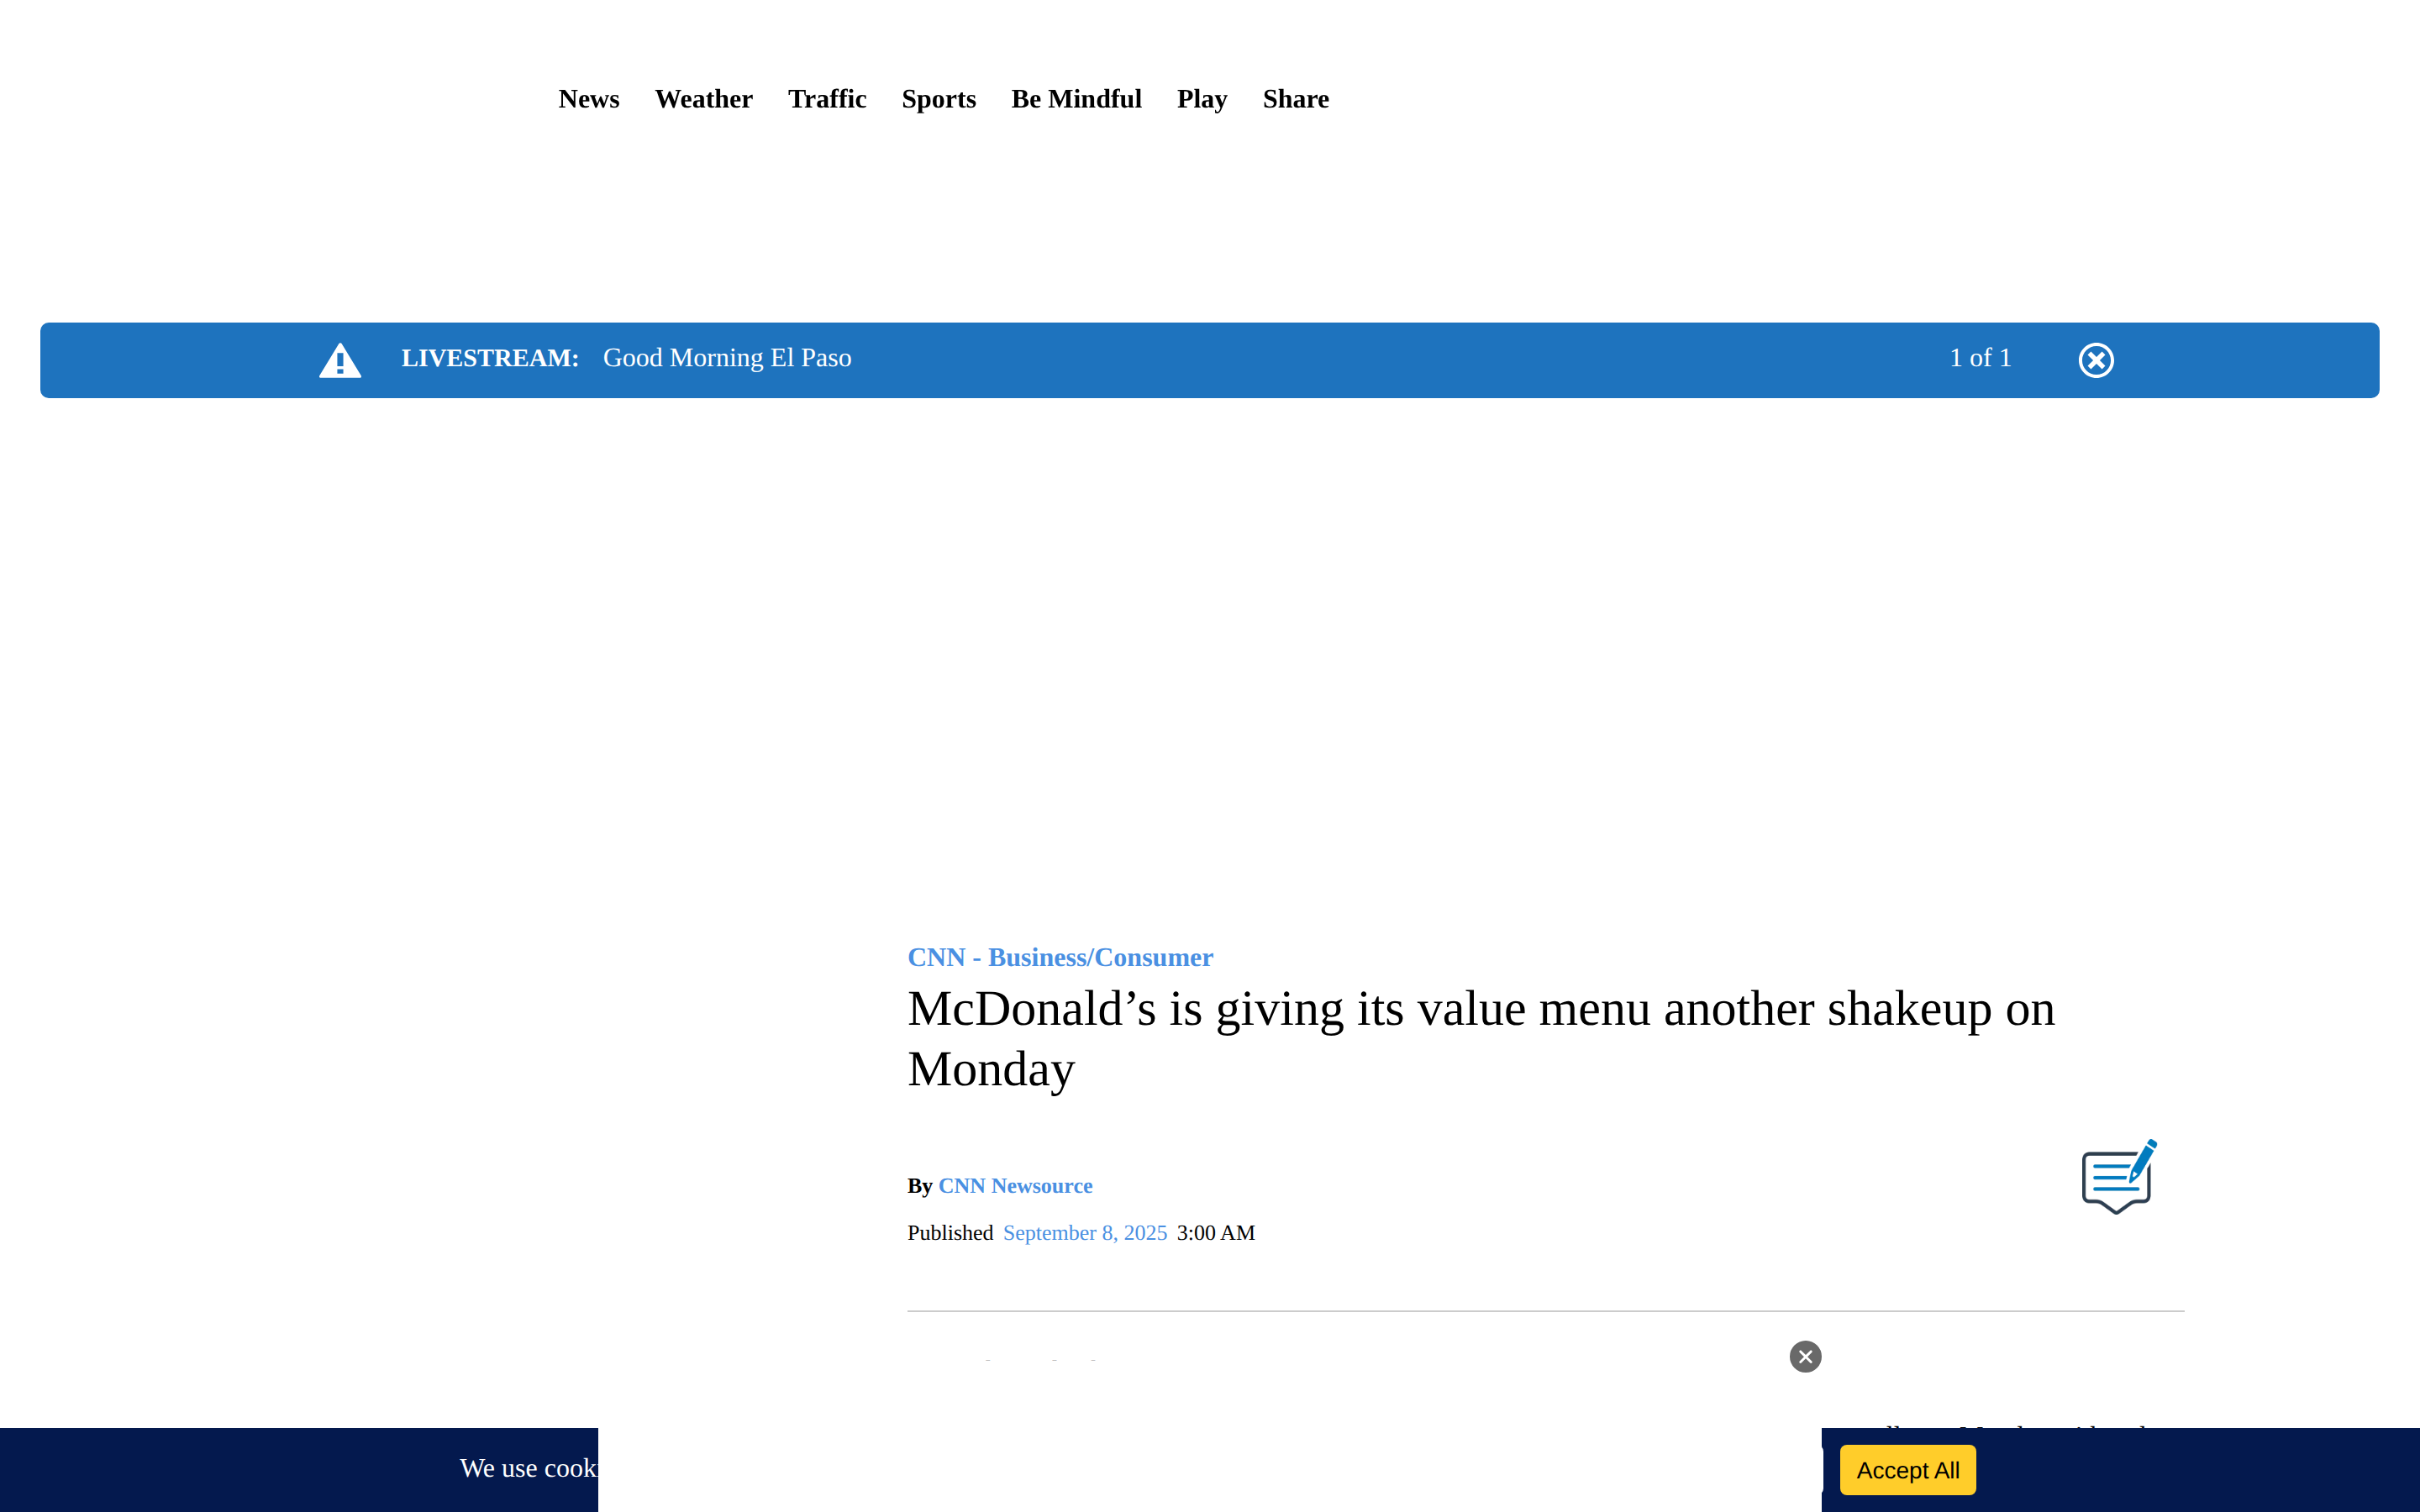 News Weather Traffic Sports Be Mindful Play Share
LIVESTREAM: Good Morning El Paso 1 of 1
CNN - Business/Consumer
McDonald’s is giving its value menu another shakeup on
Monday
By CNN Newsource
Published September 8, 2025 3:00 AM
We use
Accept All